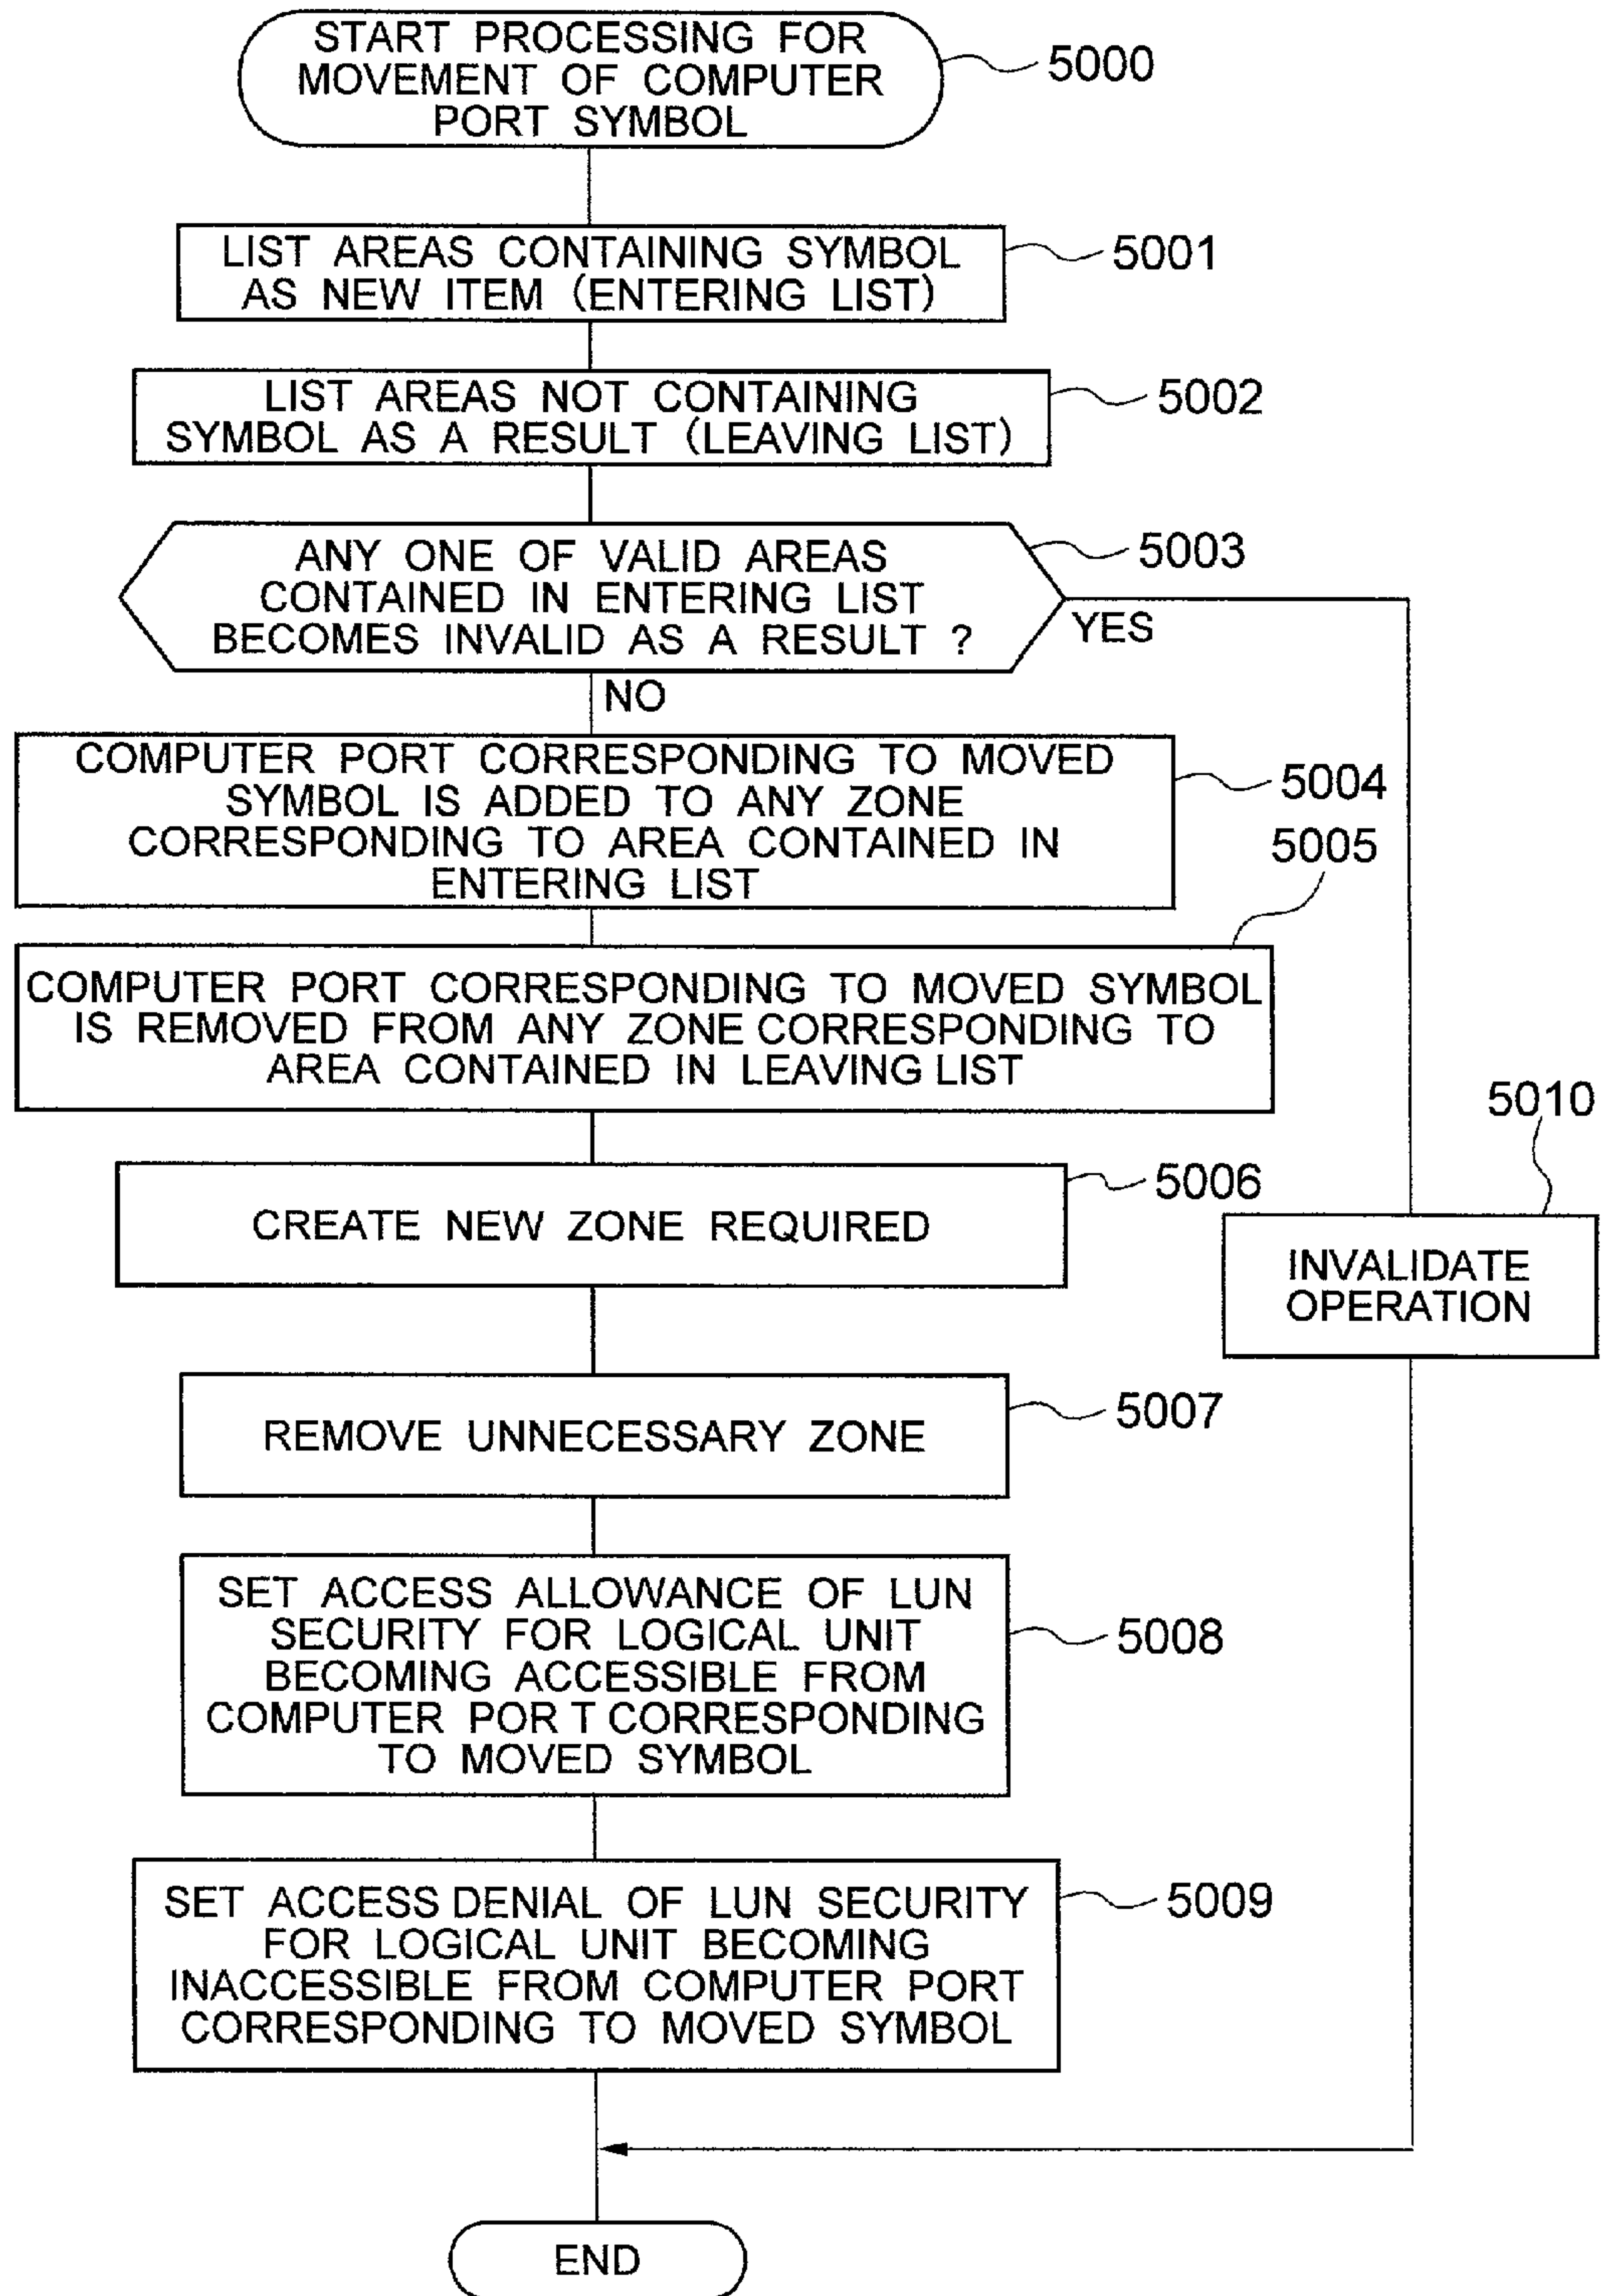 START PROCESSING FOR
MOVEMENT OF COMPUTER
PORT SYMBOL
5000
LIST AREAS CONTAINING SYMBOL
AS NEW ITEM (ENTERING LIST)
5001
LIST AREAS NOT CONTAINING
SYMBOL AS A RESULT (LEAVING LIST)
5002
ANY ONE OF VALID AREAS
CONTAINED IN ENTERING LIST
BECOMES INVALID AS A RESULT ?
5003
YES
NO
COMPUTER PORT CORRESPONDING TO MOVED
SYMBOL IS ADDED TO ANY ZONE
CORRESPONDING TO AREA CONTAINED IN
ENTERING LIST
5004
5005
COMPUTER PORT CORRESPONDING TO MOVED SYMBOL
IS REMOVED FROM ANY ZONE CORRESPONDING TO
AREA CONTAINED IN LEAVING LIST
5010
INVALIDATE
OPERATION
CREATE NEW ZONE REQUIRED
5006
REMOVE UNNECESSARY ZONE
5007
SET ACCESS ALLOWANCE OF LUN
SECURITY FOR LOGICAL UNIT
BECOMING ACCESSIBLE FROM
COMPUTER POR T CORRESPONDING
TO MOVED SYMBOL
5008
SET ACCESS DENIAL OF LUN SECURITY
FOR LOGICAL UNIT BECOMING
INACCESSIBLE FROM COMPUTER PORT
CORRESPONDING TO MOVED SYMBOL
5009
END